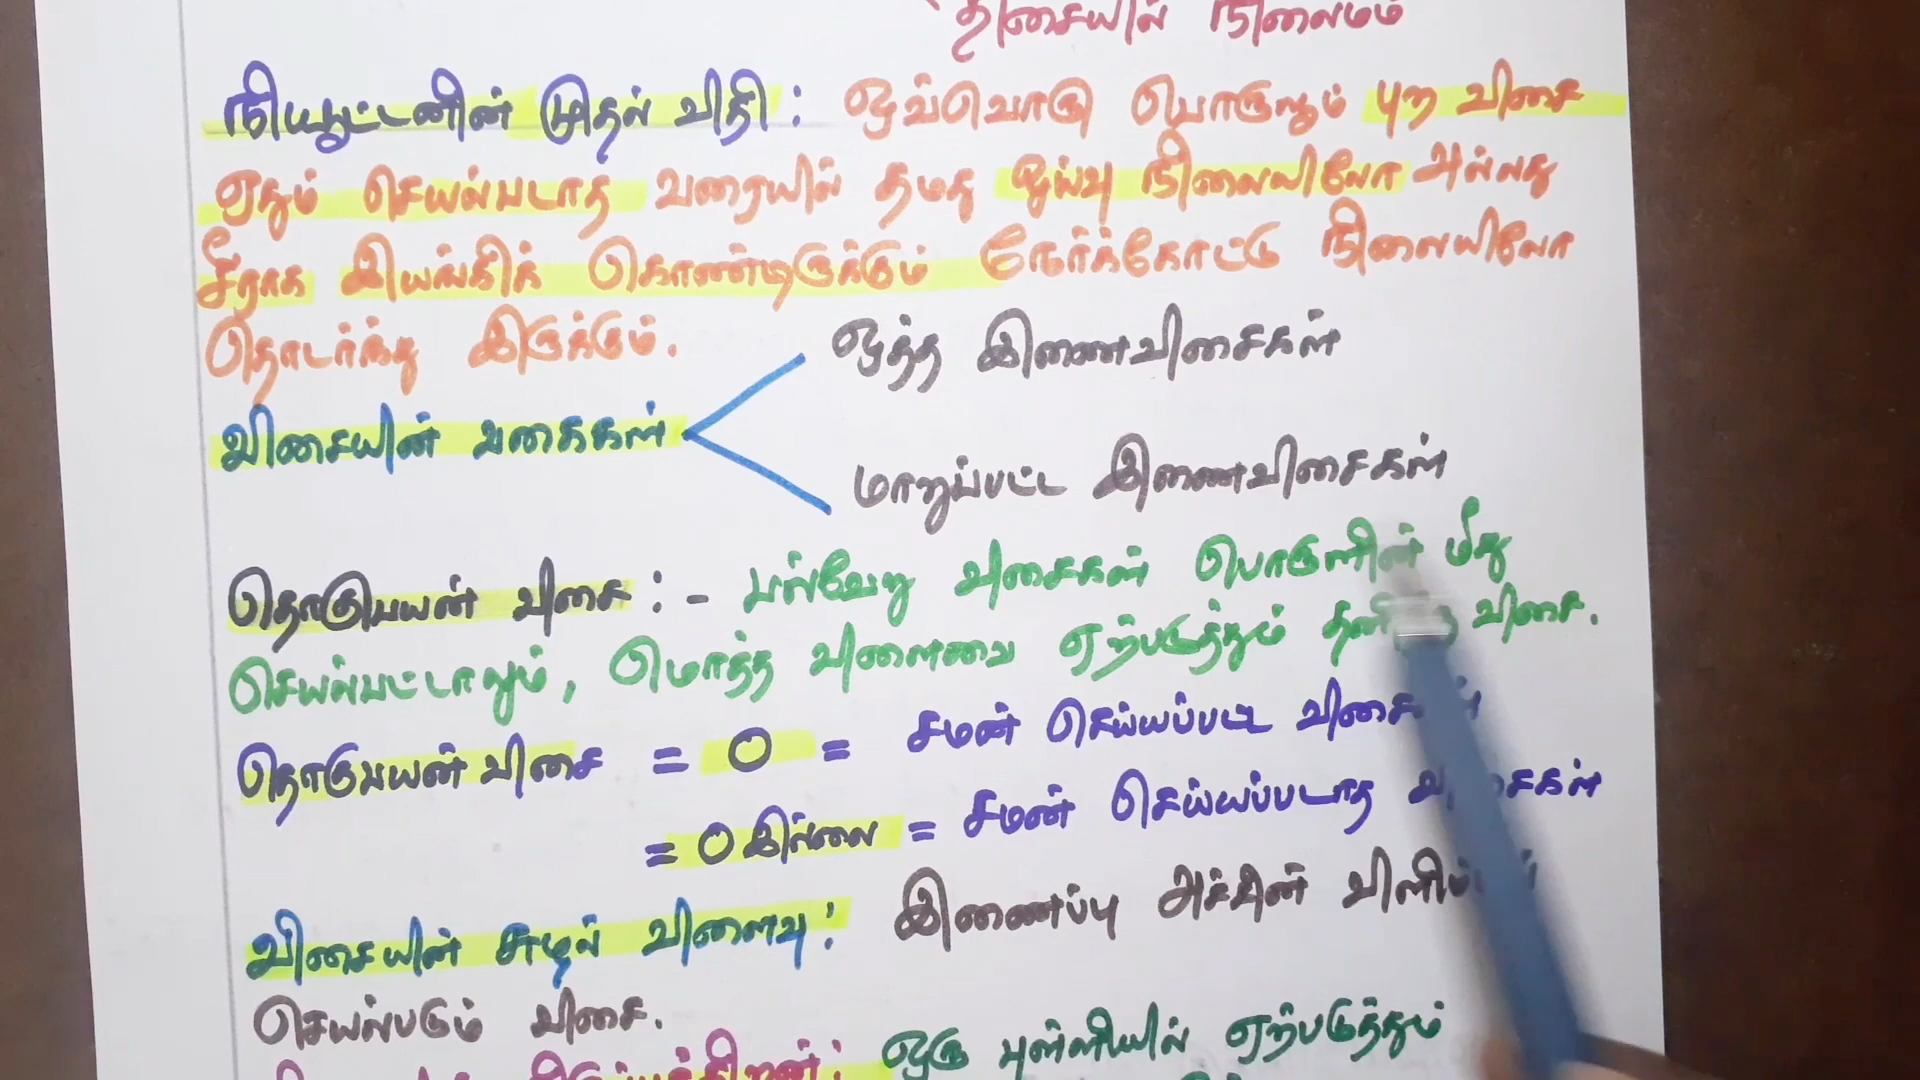 திசையில் நிலைமம்
நியூட்டனின் முதல் விதி : ஒவ்வொரு பொருளும் புற விசை
ஏதும் செயல்படாத வரையில் தமது ஓய்வு நிலையிலோ அல்லது
சீராக இயங்கிக் கொண்டிருக்கும் நேர்க்கோட்டு நிலையிலோ
தொடர்ந்து இருக்கும்.
ஒத்த இணைவிசைகள்
விசையின் வகைகள்
மாறுப்பட்ட இணைவிசைகள்
தொகுபயன் விசை : - பல்வேறு விசைகள் பொருளின் மீது
செயல்பட்டாலும், மொத்த விளைவை ஏற்படுத்தும் விசை.
தொகுபயன் விசை = 0 = சமன் செய்யப்பட்ட
= 0 இல்லை = சமன் செய்யப்படாத விசைகள்
விசையின் சுழல் விளைவு : இணைப்பு அச்சின்
செயல்படும் விசை.
ஒரு புள்ளியில் ஏற்படுத்தும்